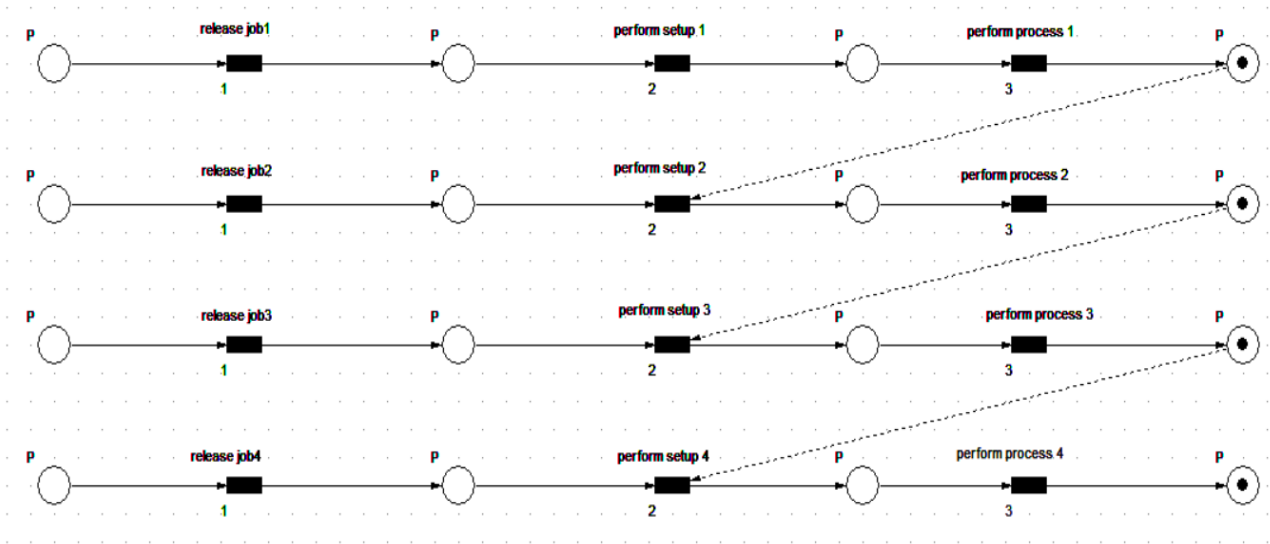 release job1 perform setup 1 perform process 1
P P P P
1 2 3
release job2 perform setup 2 perform process 2
P P P P
1 2 3
release job3 perform setup 3 perform process 3
P P P P
1 2 3
release job4 perform setup 4 perform process 4
P P P P
1 2 3